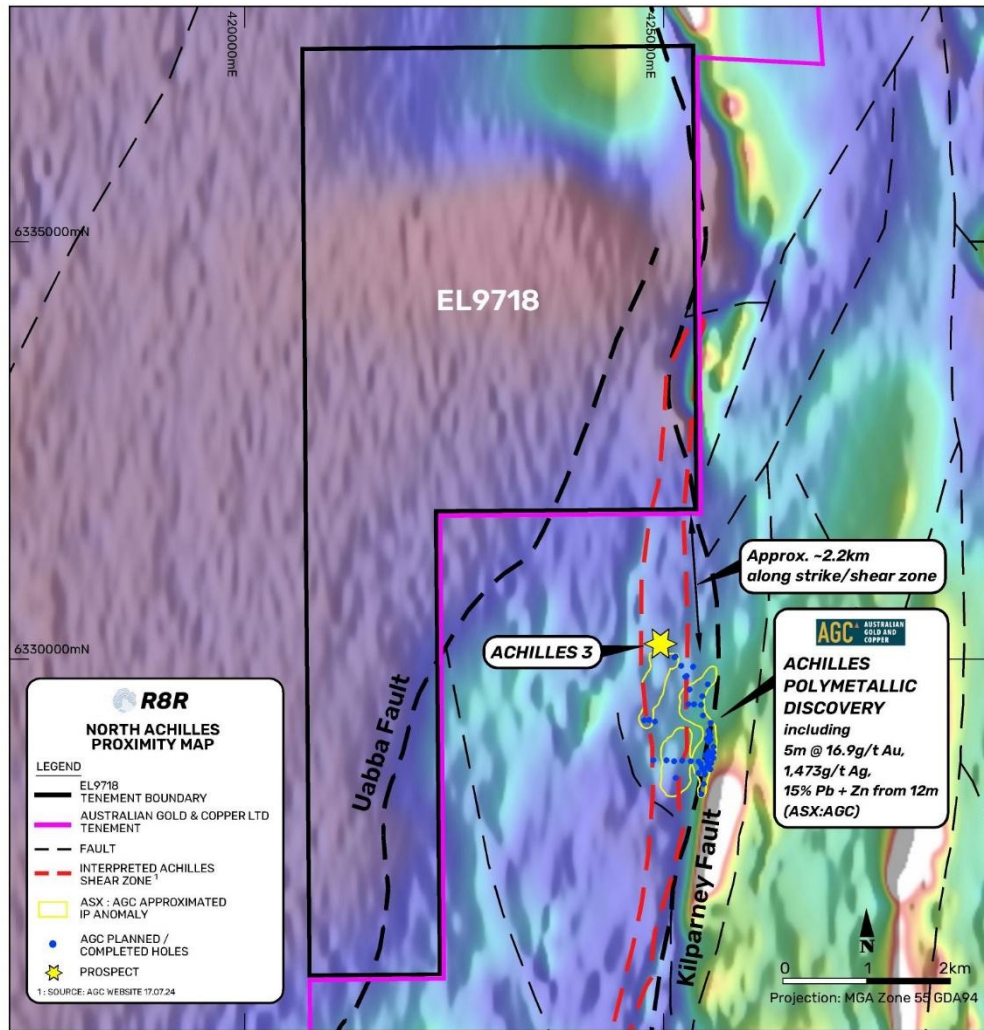 420000mE
425000mE
6335000mN
EL9718
Approx. ~2.2km
along strike/shear zone
ACHILLES 3
6330000mN
AGC AUSTRALIAN
GOLD AND
COPPER
ACHILLES
POLYMETALLIC
DISCOVERY
including
5m @ 16.9g/t Au,
1,473g/t Ag,
15% Pb + Zn from 12m
(ASX:AGC)
Uabba Fault
Kilparney Fault
R8R
NORTH ACHILLES
PROXIMITY MAP
LEGEND
EL9718
TENEMENT BOUNDARY
AUSTRALIAN GOLD & COPPER LTD
TENEMENT
FAULT
INTERPRETED ACHILLES
SHEAR ZONE 1
ASX : AGC APPROXIMATED
IP ANOMALY
AGC PLANNED /
COMPLETED HOLES
PROSPECT
1 : SOURCE: AGC WEBSITE 17.07.24
N
0 1 2km
Projection: MGA Zone 55 GDA94